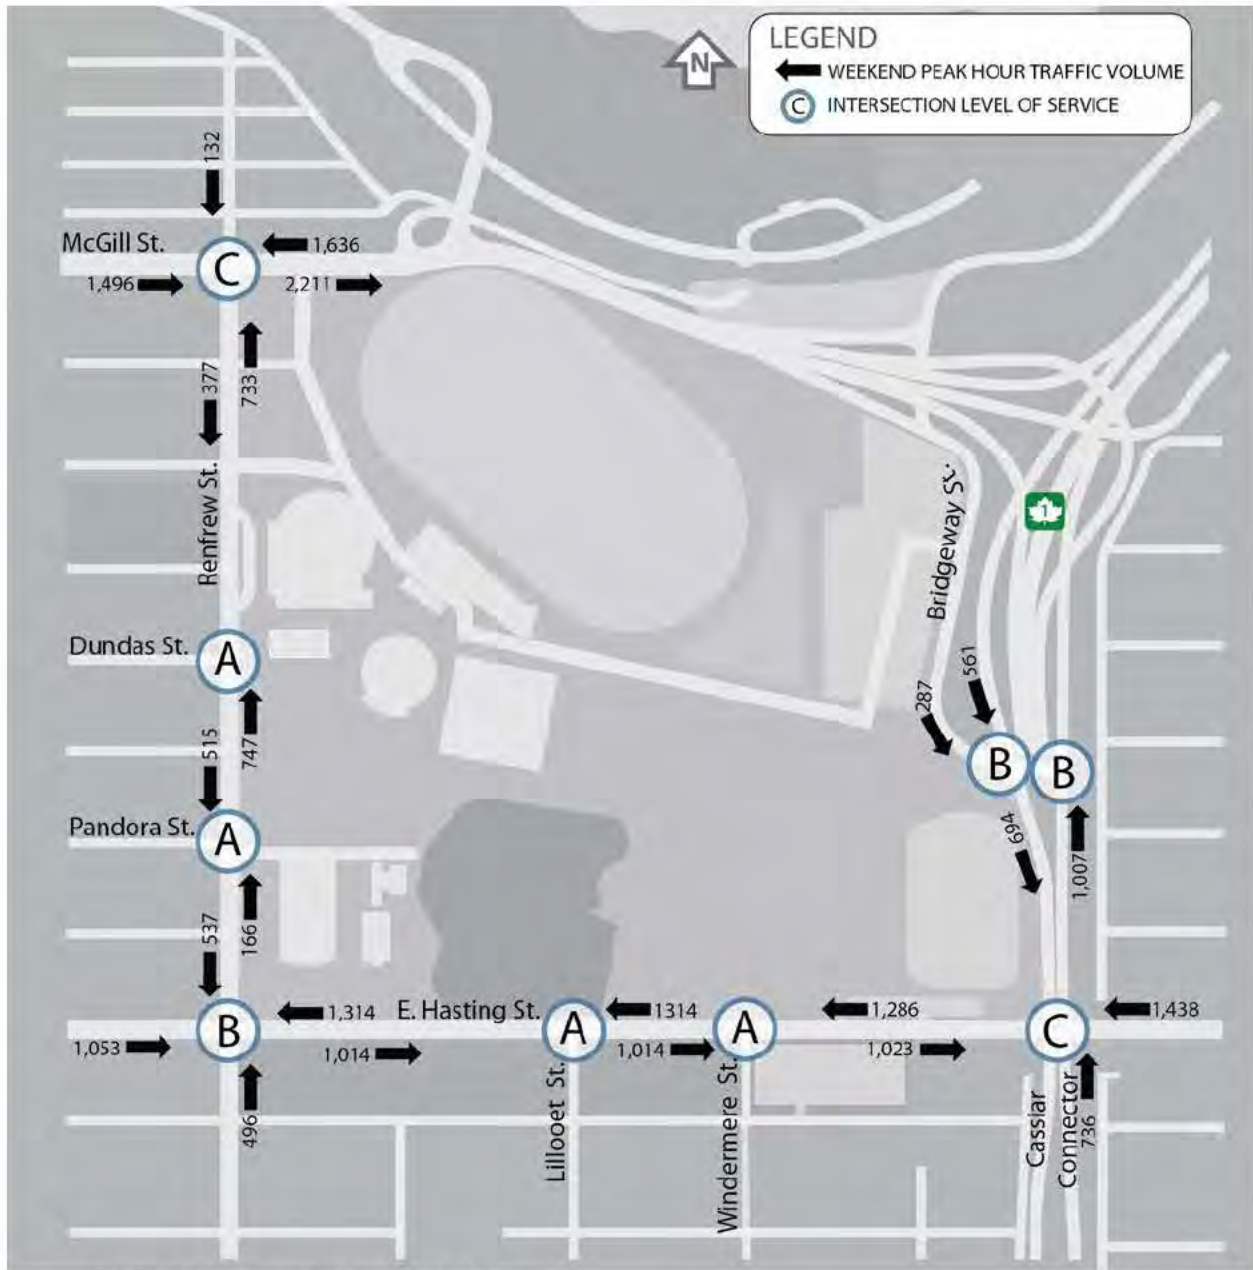 LEGEND
WEEKEND PEAK HOUR TRAFFIC VOLUME
C INTERSECTION LEVEL OF SERVICE
N
132
McGill St.
1,636
C
1,496
2,211
377
733
Renfrew St.
Bridgeway St.
1
Dundas St.
A
515
747
287
561
B
B
Pandora St.
A
694
1,007
537
166
1,314
E. Hasting St.
1314
1,286
1,438
B
A
A
C
1,053
1,014
1,014
1,023
496
Lillooet St.
Windermere St.
Cassiar
Connector
736